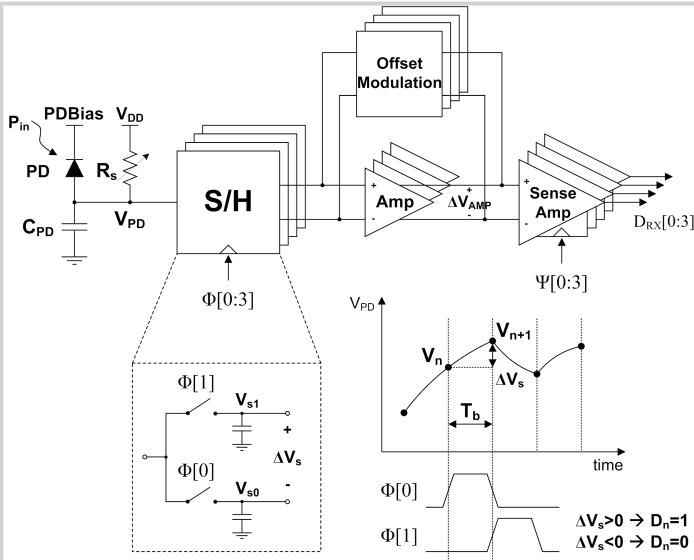 Offset
Modulation
PDBias
V_DD
P_in
PD
R_s
S/H
+
-
Amp
+
ΔV_AMP
-
+
-
Sense
Amp
V_PD
C_PD
D_RX[0:3]
Φ[0:3]
Ψ[0:3]
V_PD
V_n
V_n+1
ΔV_s
T_b
time
Φ[1]
V_s1
+
ΔV_s
-
Φ[0]
V_s0
Φ[0]
Φ[1]
ΔV_s>0 → D_n=1
ΔV_s<0 → D_n=0